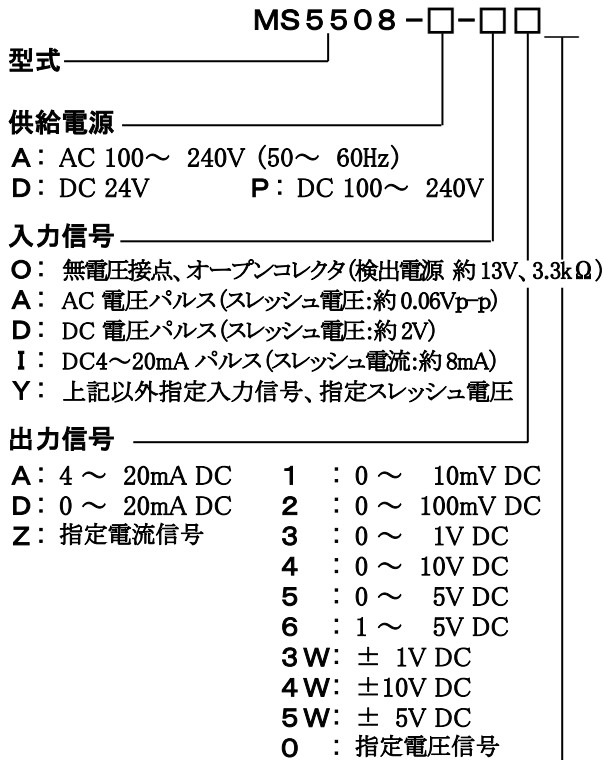 MS5508-□-□□
型式
供給電源
A: AC 100～ 240V (50～ 60Hz)
D: DC 24V P: DC 100～ 240V
入力信号
O: 無電圧接点、オープンコレクタ(検出電源 約13V、3.3kΩ)
A: AC 電圧パルス(スレッシュ電圧:約0.06Vp-p)
D: DC 電圧パルス(スレッシュ電圧:約2V)
I: DC4～20mA パルス(スレッシュ電流:約8mA)
Y: 上記以外指定入力信号、指定スレッシュ電圧
出力信号
A: 4 ～ 20mA DC 1 : 0 ～ 10mV DC
D: 0 ～ 20mA DC 2 : 0 ～ 100mV DC
Z: 指定電流信号 3 : 0 ～ 1V DC
4 : 0 ～ 10V DC
5 : 0 ～ 5V DC
6 : 1 ～ 5V DC
3W: ± 1V DC
4W: ±10V DC
5W: ± 5V DC
0 : 指定電圧信号